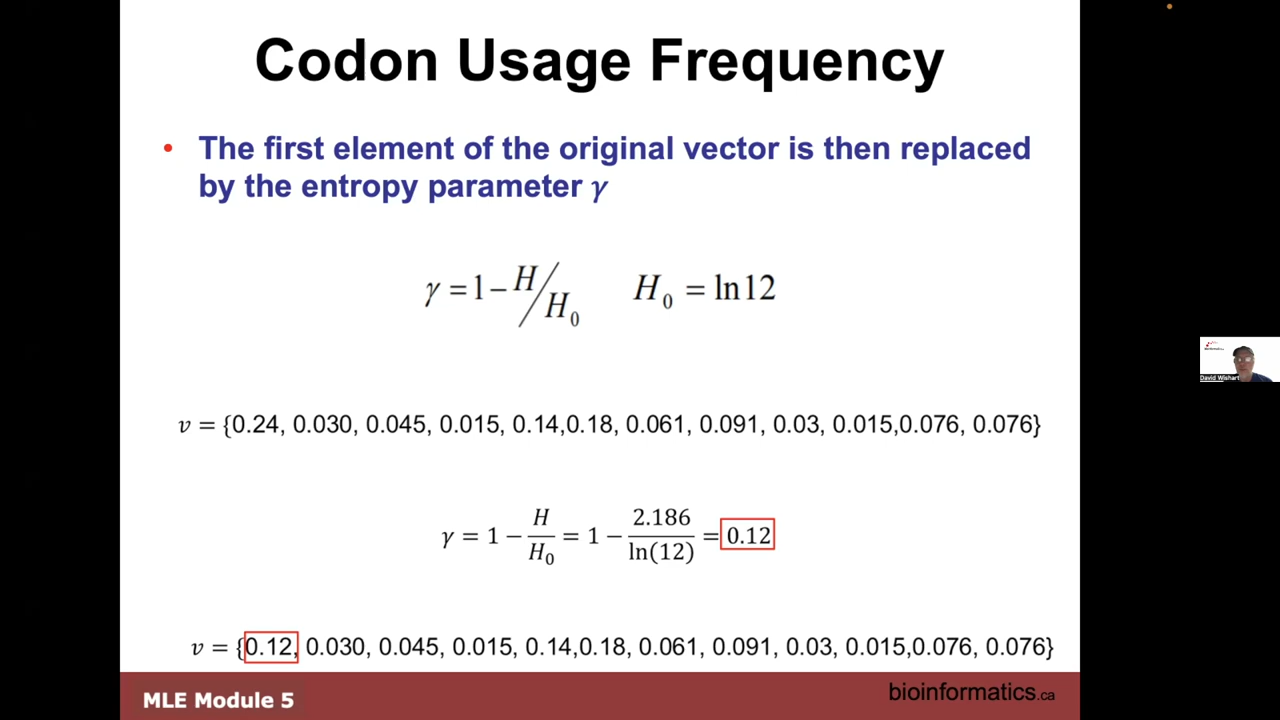 Codon Usage Frequency
• The first element of the original vector is then replaced
by the entropy parameter γ
γ = 1 − H/H₀    H₀ = ln12
v = {0.24, 0.030, 0.045, 0.015, 0.14,0.18, 0.061, 0.091, 0.03, 0.015,0.076, 0.076}
γ = 1 − H/H₀ = 1 − 2.186/ln(12) = 0.12
v = {0.12, 0.030, 0.045, 0.015, 0.14,0.18, 0.061, 0.091, 0.03, 0.015,0.076, 0.076}
MLE Module 5
bioinformatics.ca
David Wishart